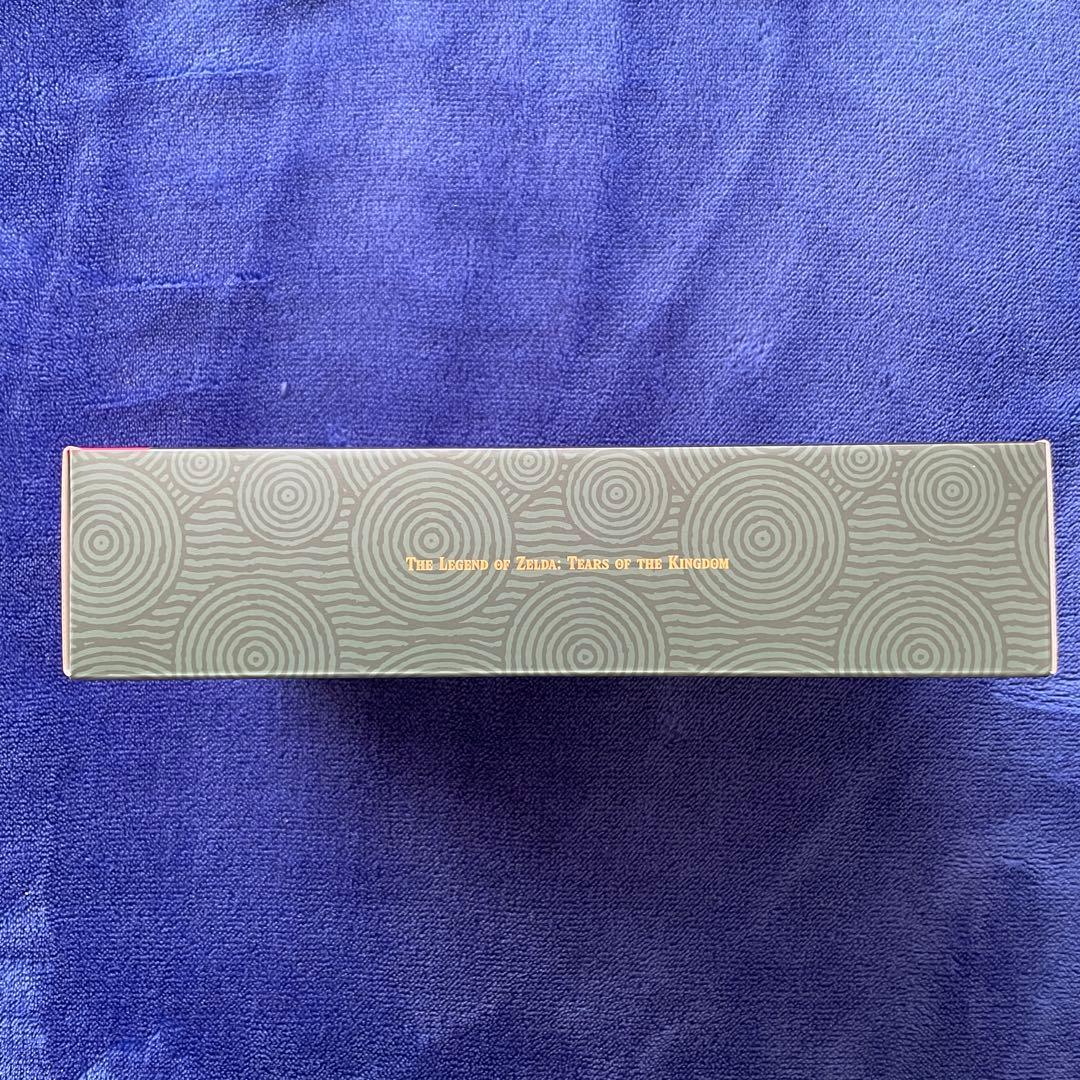 The Legend of Zelda: Tears of the Kingdom